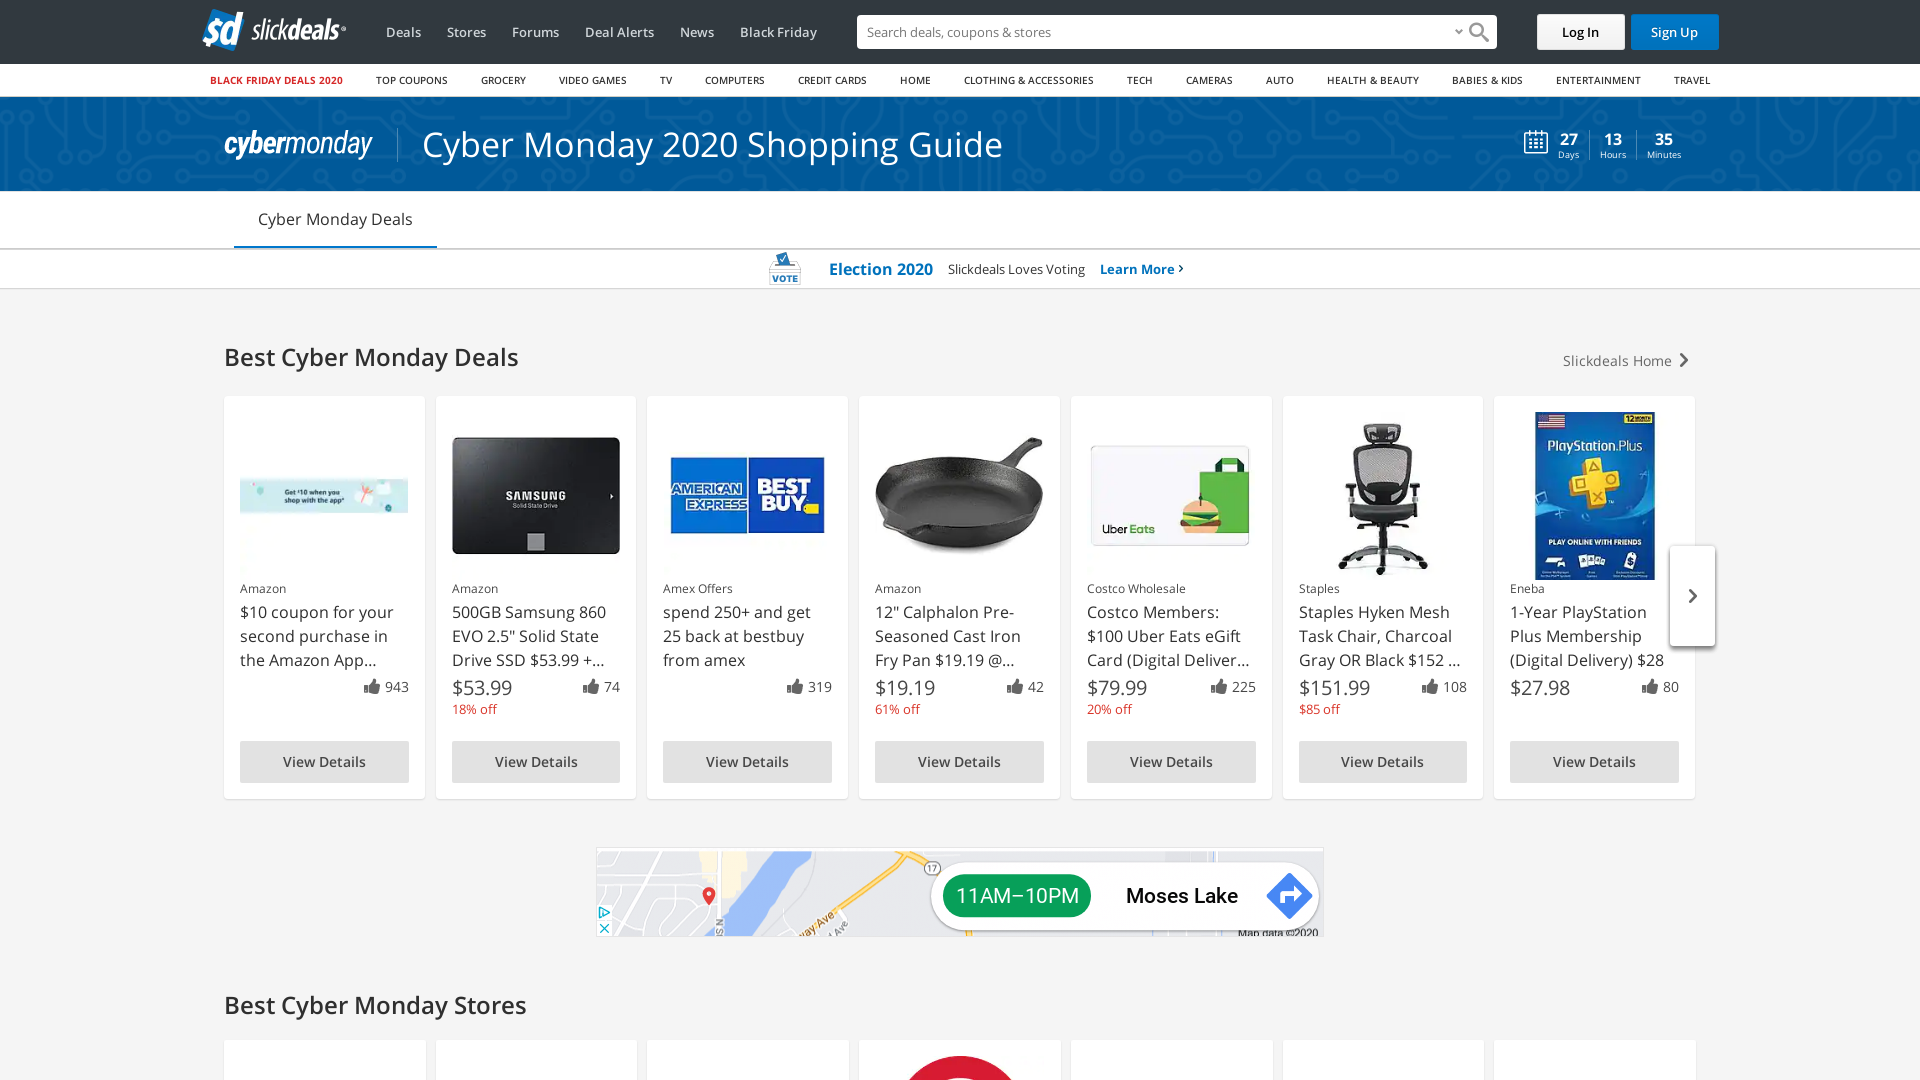 sd slickdeals
Deals
Stores
Forums
Deal Alerts
News
Black Friday
Search deals, coupons & stores
Log In
Sign Up
BLACK FRIDAY DEALS 2020
TOP COUPONS
GROCERY
VIDEO GAMES
TV
COMPUTERS
CREDIT CARDS
HOME
CLOTHING & ACCESSORIES
TECH
CAMERAS
AUTO
HEALTH & BEAUTY
BABIES & KIDS
ENTERTAINMENT
TRAVEL
cybermonday
Cyber Monday 2020 Shopping Guide
27
Days
13
Hours
35
Minutes
Cyber Monday Deals
VOTE
Election 2020
Slickdeals Loves Voting
Learn More
Best Cyber Monday Deals
Slickdeals Home
Get $10 when you
shop with the app*
Amazon
$10 coupon for your
second purchase in
the Amazon App...
943
View Details
SAMSUNG
Solid State Drive
Amazon
500GB Samsung 860
EVO 2.5" Solid State
Drive SSD $53.99 +...
$53.99
74
18% off
View Details
AMERICAN
EXPRESS
BEST
BUY
Amex Offers
spend 250+ and get
25 back at bestbuy
from amex
319
View Details
Amazon
12" Calphalon Pre-
Seasoned Cast Iron
Fry Pan $19.19 @...
$19.19
42
61% off
View Details
Uber Eats
Costco Wholesale
Costco Members:
$100 Uber Eats eGift
Card (Digital Deliver...
$79.99
225
20% off
View Details
Staples
Staples Hyken Mesh
Task Chair, Charcoal
Gray OR Black $152 ...
$151.99
108
$85 off
View Details
12 MONTH
PlayStation.Plus
PLAY ONLINE WITH FRIENDS
Eneba
1-Year PlayStation
Plus Membership
(Digital Delivery) $28
$27.98
80
View Details
17
11AM–10PM
Moses Lake
way Ave
Map data ©2020
Best Cyber Monday Stores